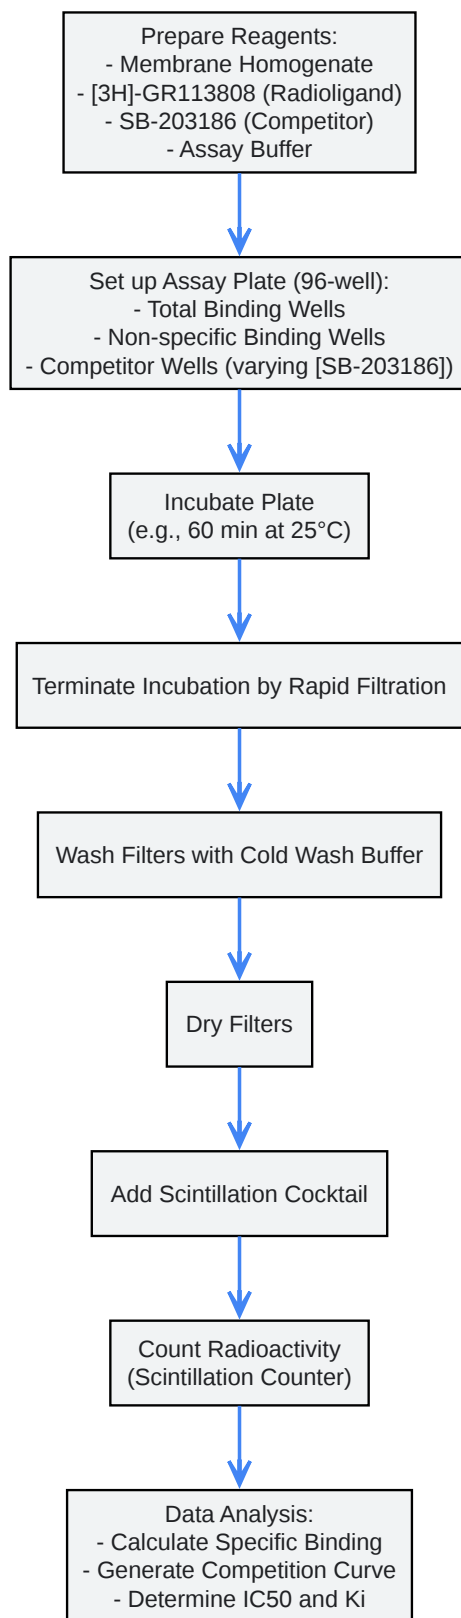 Prepare Reagents:
- Membrane Homogenate
- [3H]-GR113808 (Radioligand)
- SB-203186 (Competitor)
- Assay Buffer
Set up Assay Plate (96-well):
- Total Binding Wells
- Non-specific Binding Wells
- Competitor Wells (varying [SB-203186])
Incubate Plate
(e.g., 60 min at 25°C)
Terminate Incubation by Rapid Filtration
Wash Filters with Cold Wash Buffer
Dry Filters
Add Scintillation Cocktail
Count Radioactivity
(Scintillation Counter)
Data Analysis:
- Calculate Specific Binding
- Generate Competition Curve
- Determine IC50 and Ki